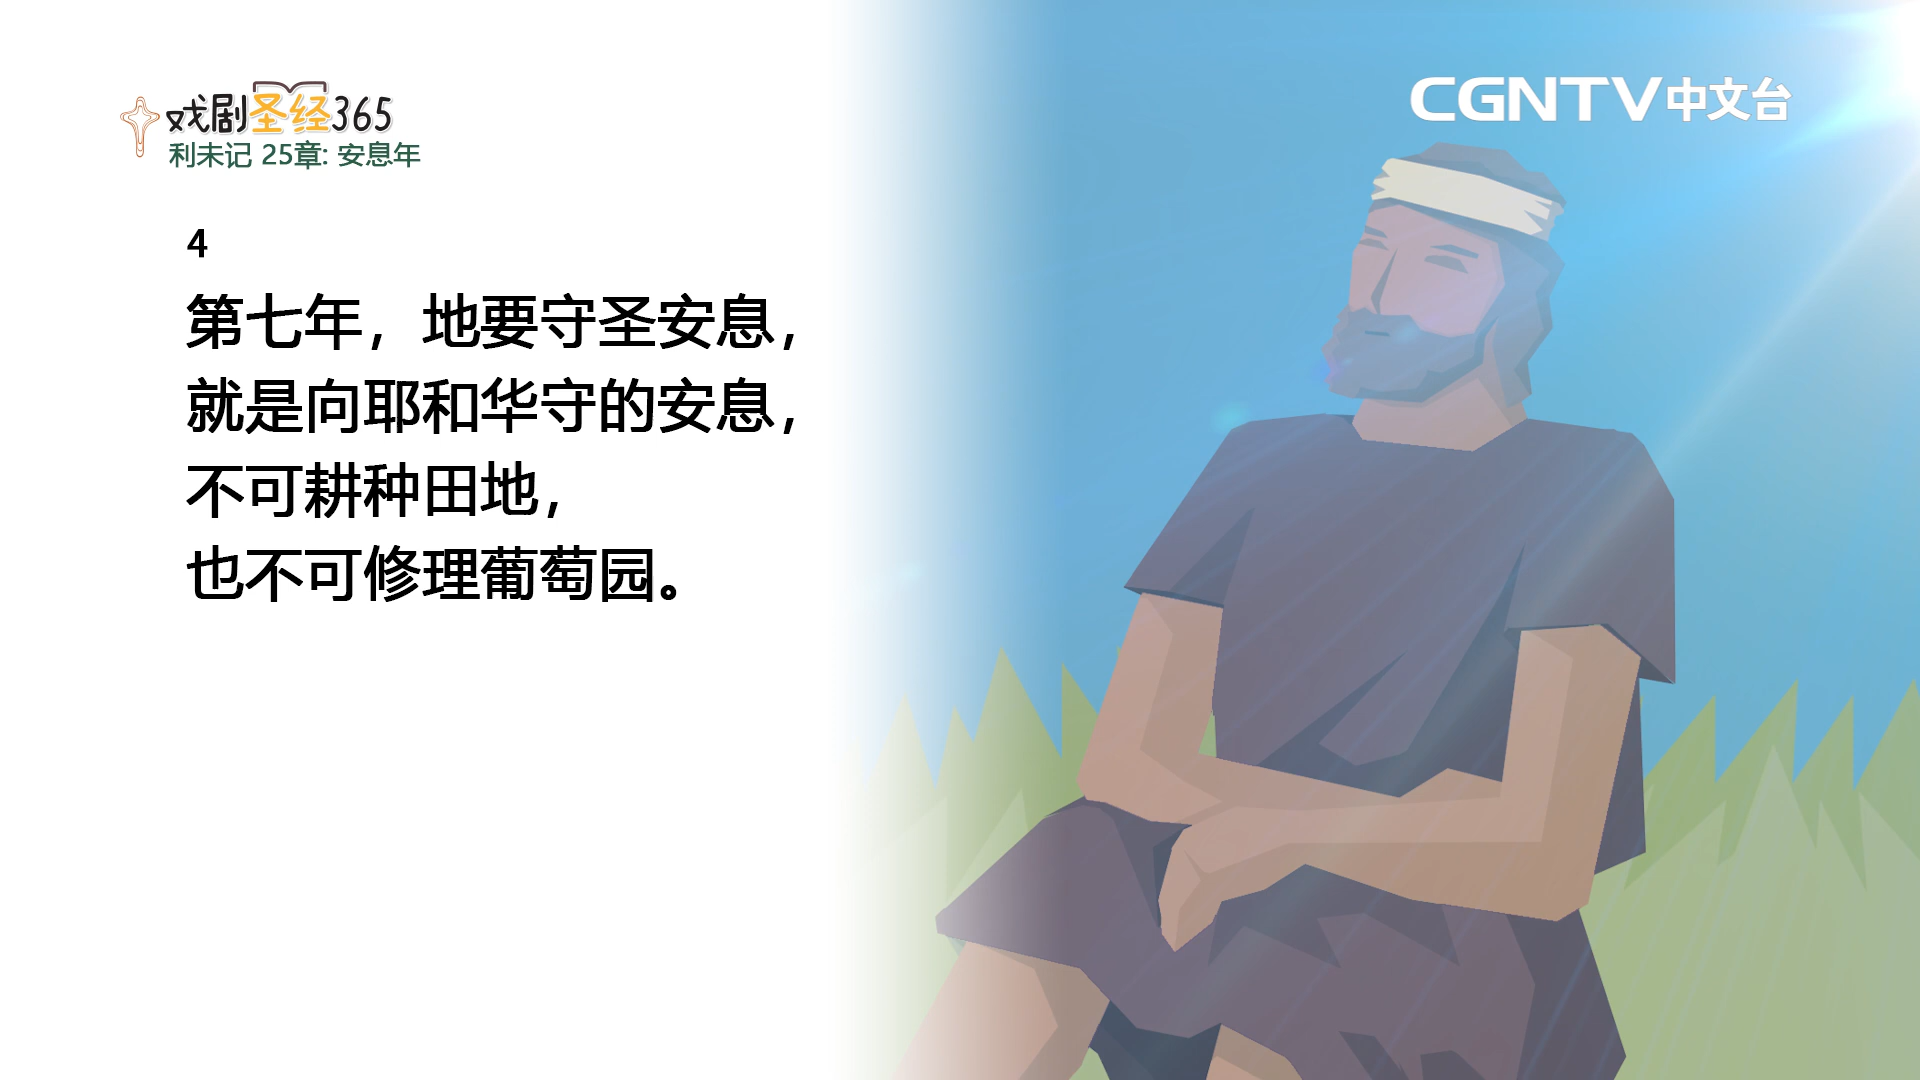 戏剧圣经365
利未记 25章: 安息年
CGNTV中文台
4
第七年，地要守圣安息，
就是向耶和华守的安息，
不可耕种田地，
也不可修理葡萄园。